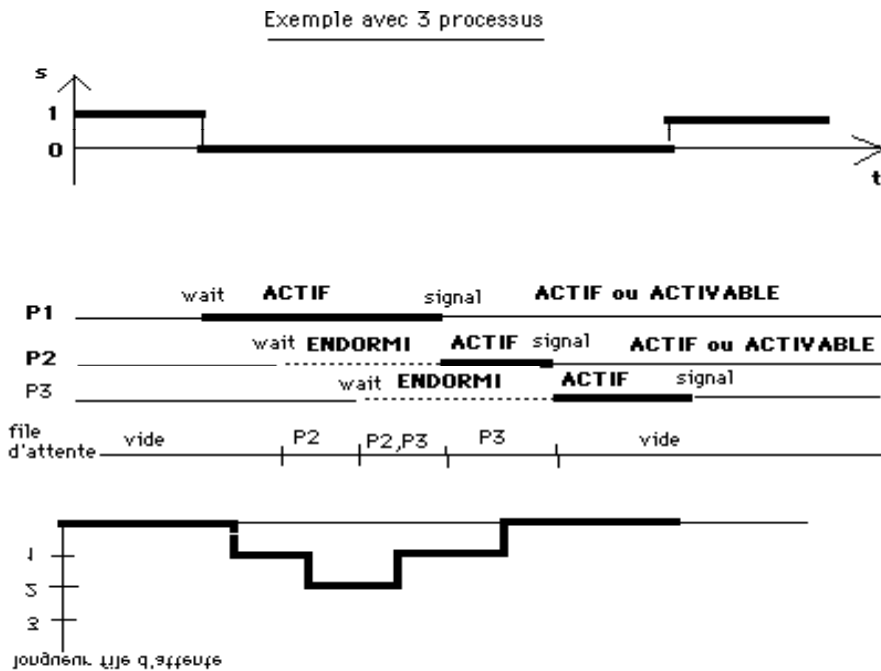 Exemple avec 3 processus
s
1
0
t
wait ACTIF signal ACTIF ou ACTIVABLE
P1
wait ENDORMI ACTIF signal ACTIF ou ACTIVABLE
P2
wait ENDORMI ACTIF signal
P3
file d'attente
vide P2 P2,P3 P3 vide
1
2
3
longueur file d'attente